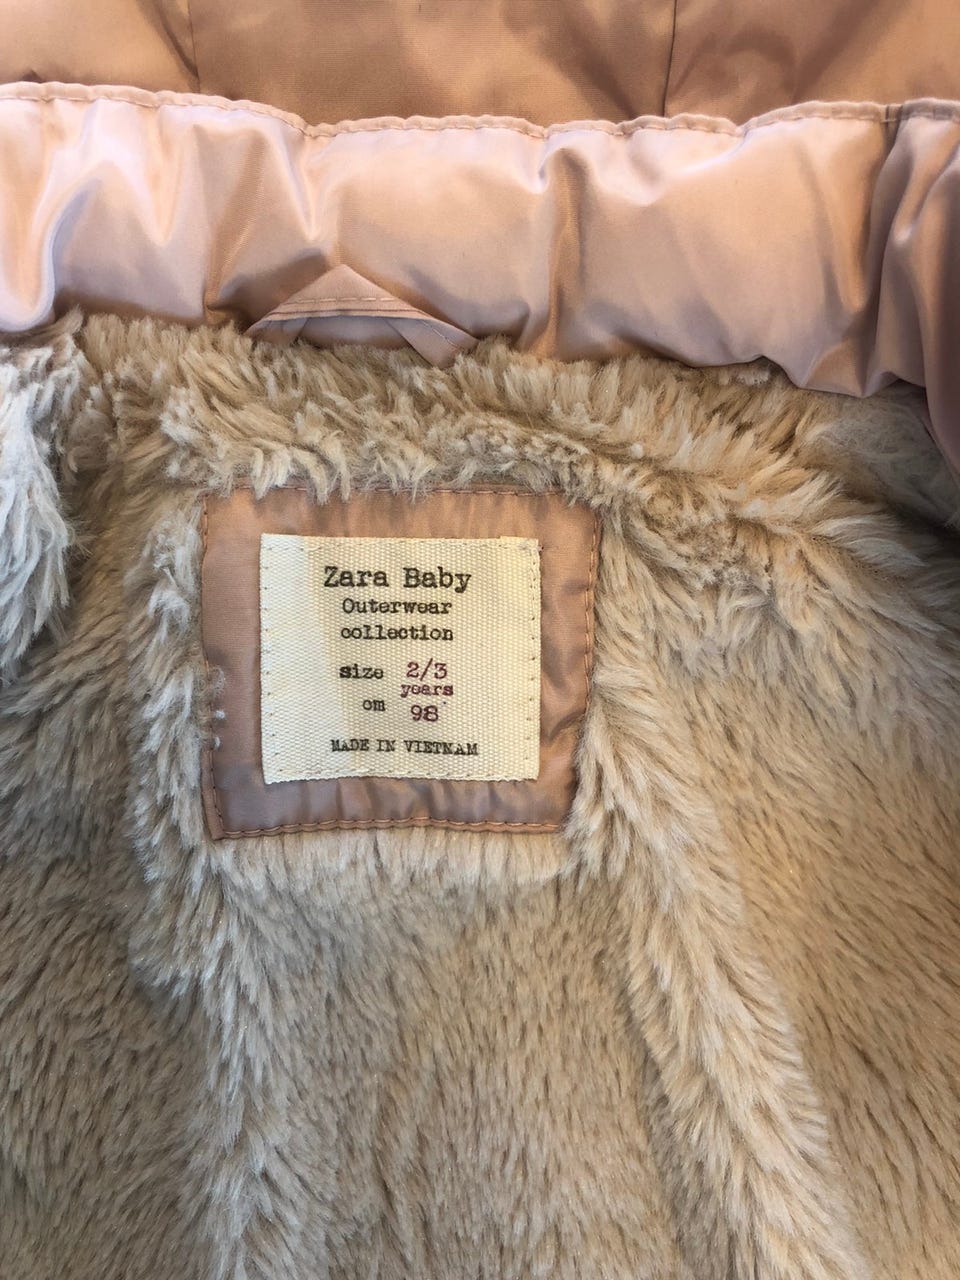 Zara Baby
Outerwear
collection
size 2/3
years
cm 98
MADE IN VIETNAM